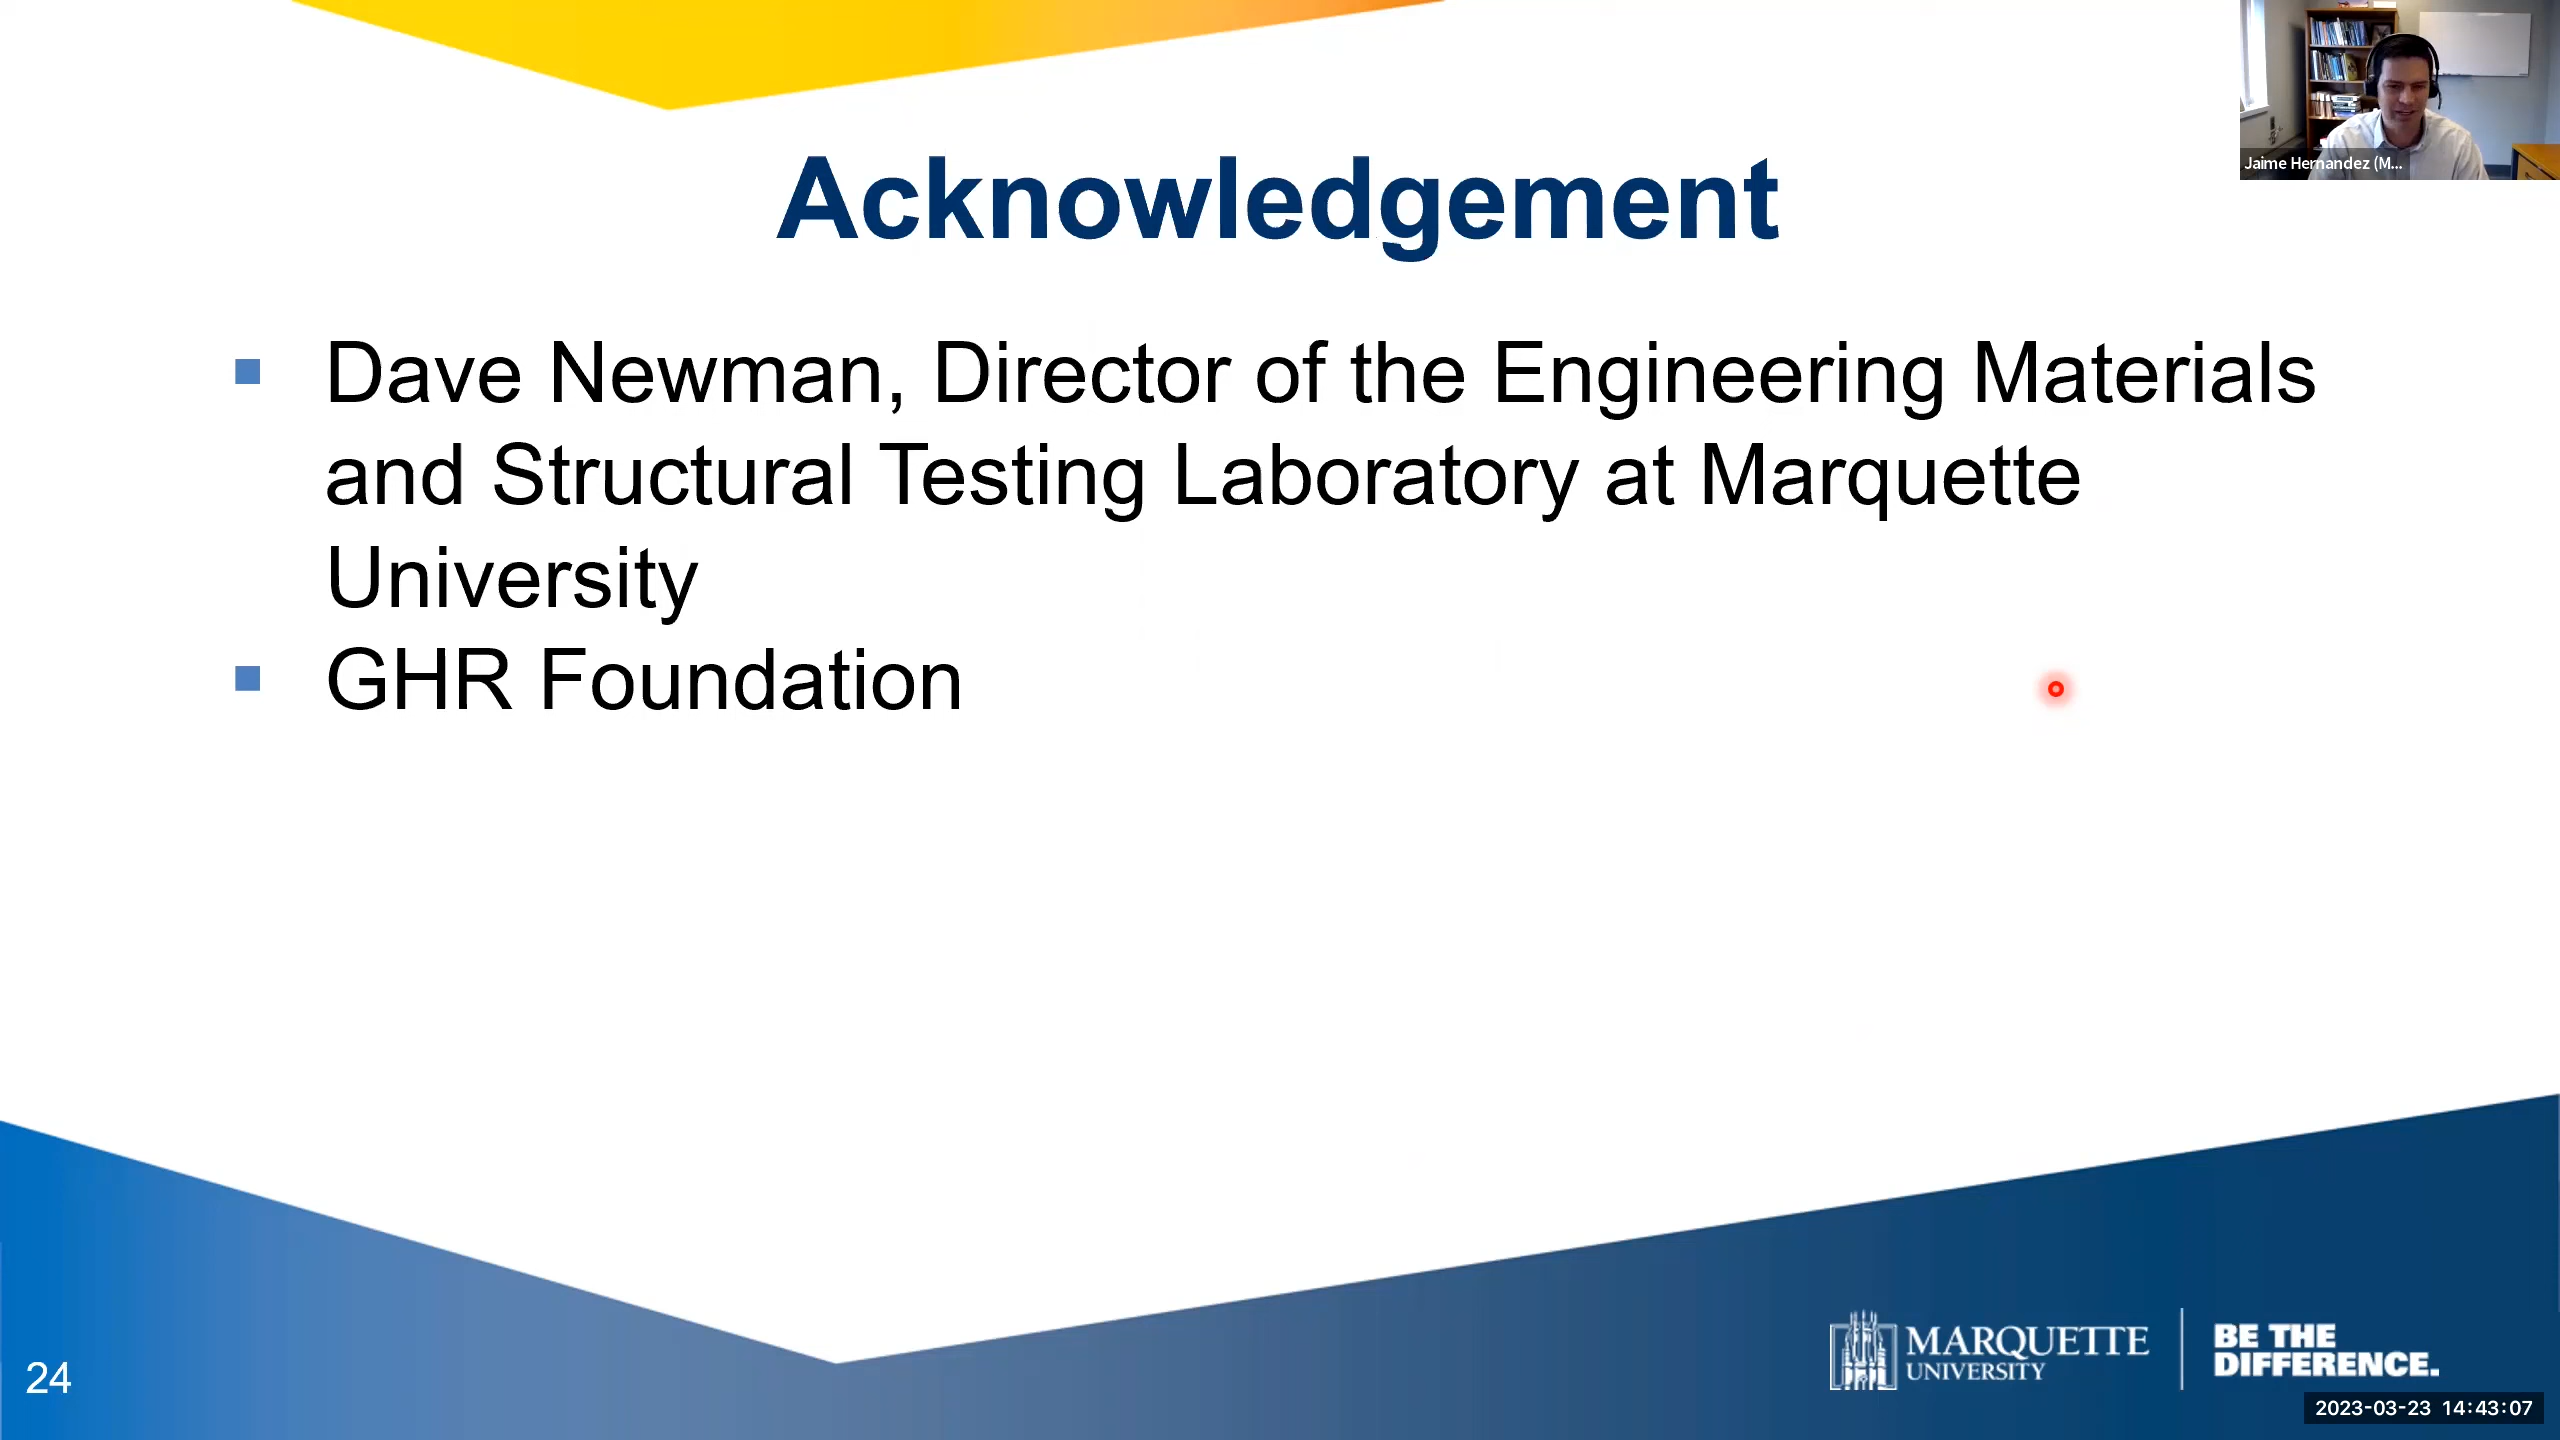 Jaime Hernandez (M...
Acknowledgement
Dave Newman, Director of the Engineering Materials
and Structural Testing Laboratory at Marquette
University
GHR Foundation
24
MARQUETTE
UNIVERSITY
BE THE
DIFFERENCE.
2023-03-23 14:43:07